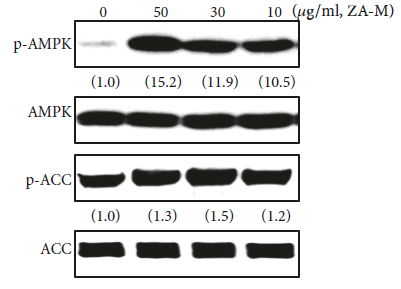 0 50 30 10 (μg/ml, ZA-M)
p-AMPK
(1.0) (15.2) (11.9) (10.5)
AMPK
p-ACC
(1.0) (1.3) (1.5) (1.2)
ACC